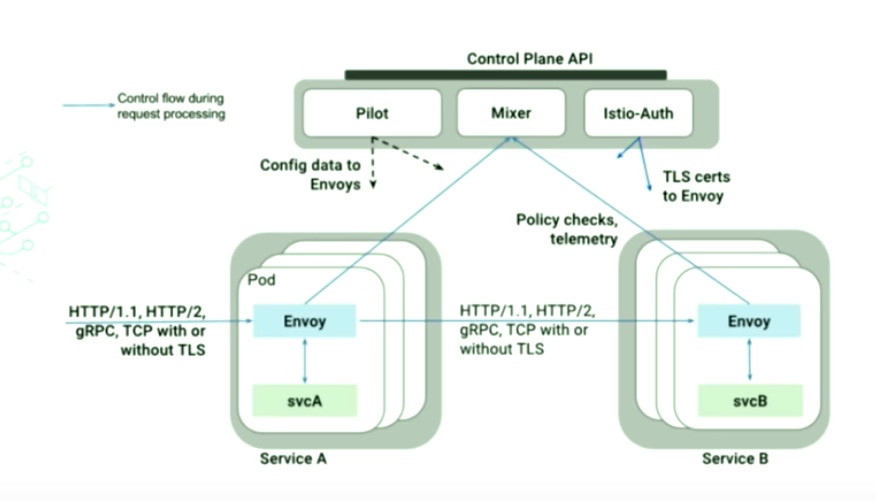 Control Plane API
Control flow during
request processing
Pilot
Mixer
Istio-Auth
Config data to
Envoys
TLS certs
to Envoy
Policy checks,
telemetry
Pod
HTTP/1.1, HTTP/2,
gRPC, TCP with or
without TLS
Envoy
HTTP/1.1, HTTP/2,
gRPC, TCP with or
without TLS
Envoy
svcA
svcB
Service A
Service B